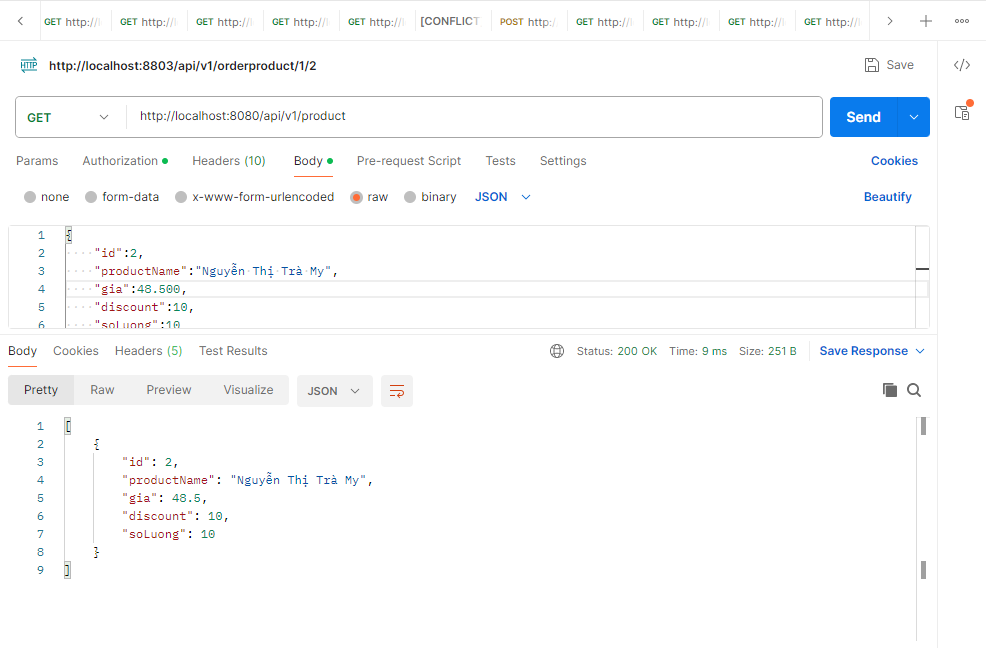 GET http:// GET http:// GET http:// GET http:// GET http:// [CONFLICT POST http: GET http:// GET http:// GET http:// GET http://
HTTP http://localhost:8803/api/v1/orderproduct/1/2 Save </>
GET http://localhost:8080/api/v1/product Send
Params Authorization Headers (10) Body Pre-request Script Tests Settings Cookies
none form-data x-www-form-urlencoded raw binary JSON Beautify
1 {
2 ····"id":2,
3 ····"productName":"Nguyễn·Thị·Trà·My",
4 ····"gia":48.500,
5 ····"discount":10,
6 ····"soLuong":10
Body Cookies Headers (5) Test Results Status: 200 OK Time: 9 ms Size: 251 B Save Response
Pretty Raw Preview Visualize JSON
1 [
2 {
3 "id": 2,
4 "productName": "Nguyễn Thị Trà My",
5 "gia": 48.5,
6 "discount": 10,
7 "soLuong": 10
8 }
9 ]